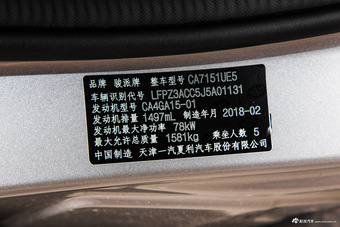 品牌 骏派牌 整车型号 CA7151UE5
车辆识别代号 LFPZ3ACC5J5A01131
发动机型号 CA4GA15-01
发动机排量 1497mL 制造年月 2018-02
发动机最大净功率 78kW
最大允许总质量 1581kg 乘坐人数 5
中国制造 天津一汽夏利汽车股份有限公司